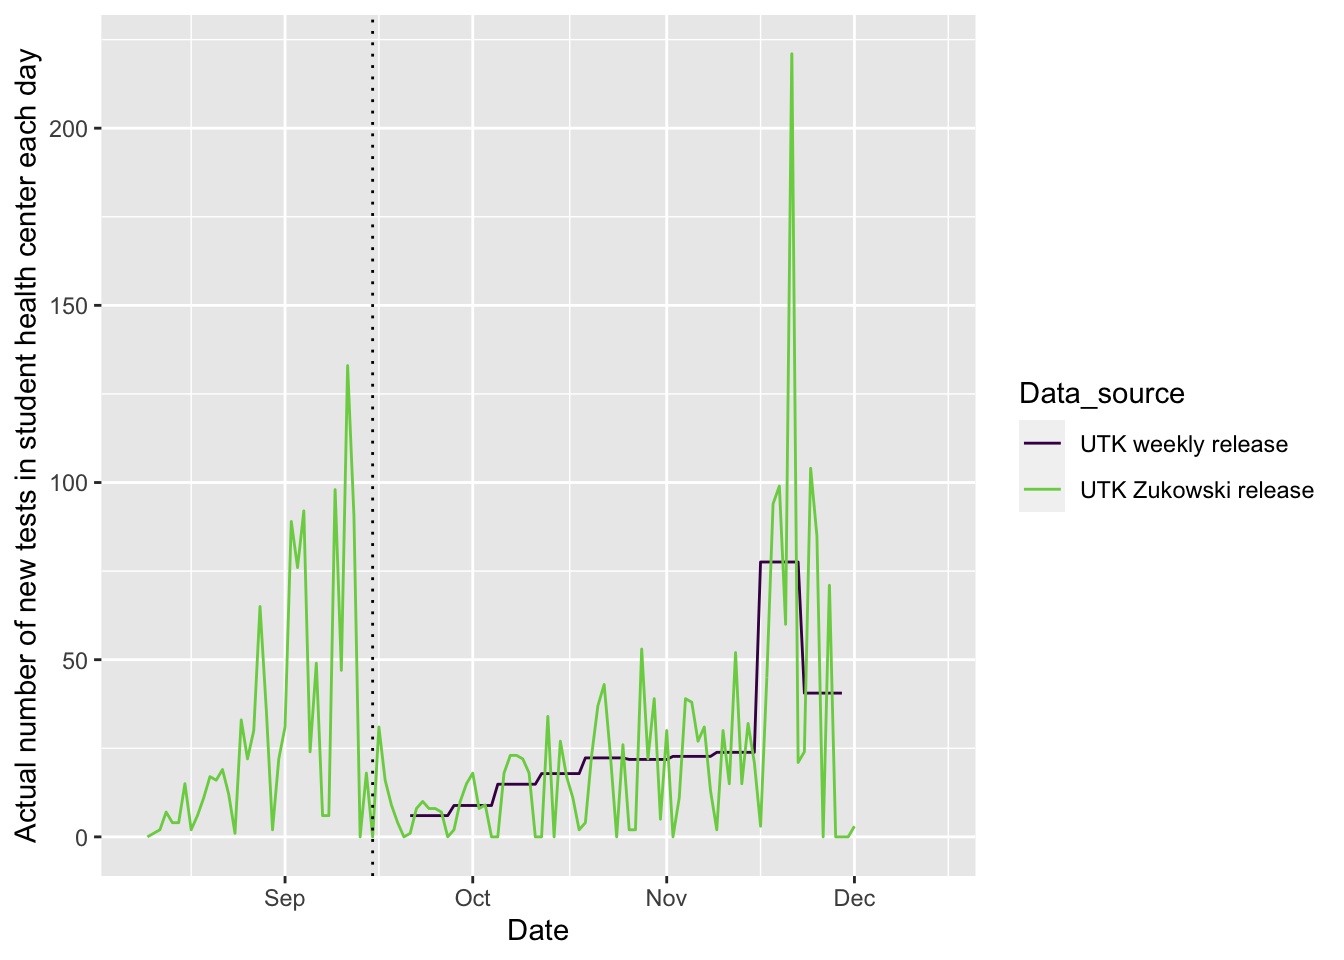 Actual number of new tests in student health center each day
200
150
100
50
0
Sep
Oct
Nov
Dec
Date
Data_source
UTK weekly release
UTK Zukowski release